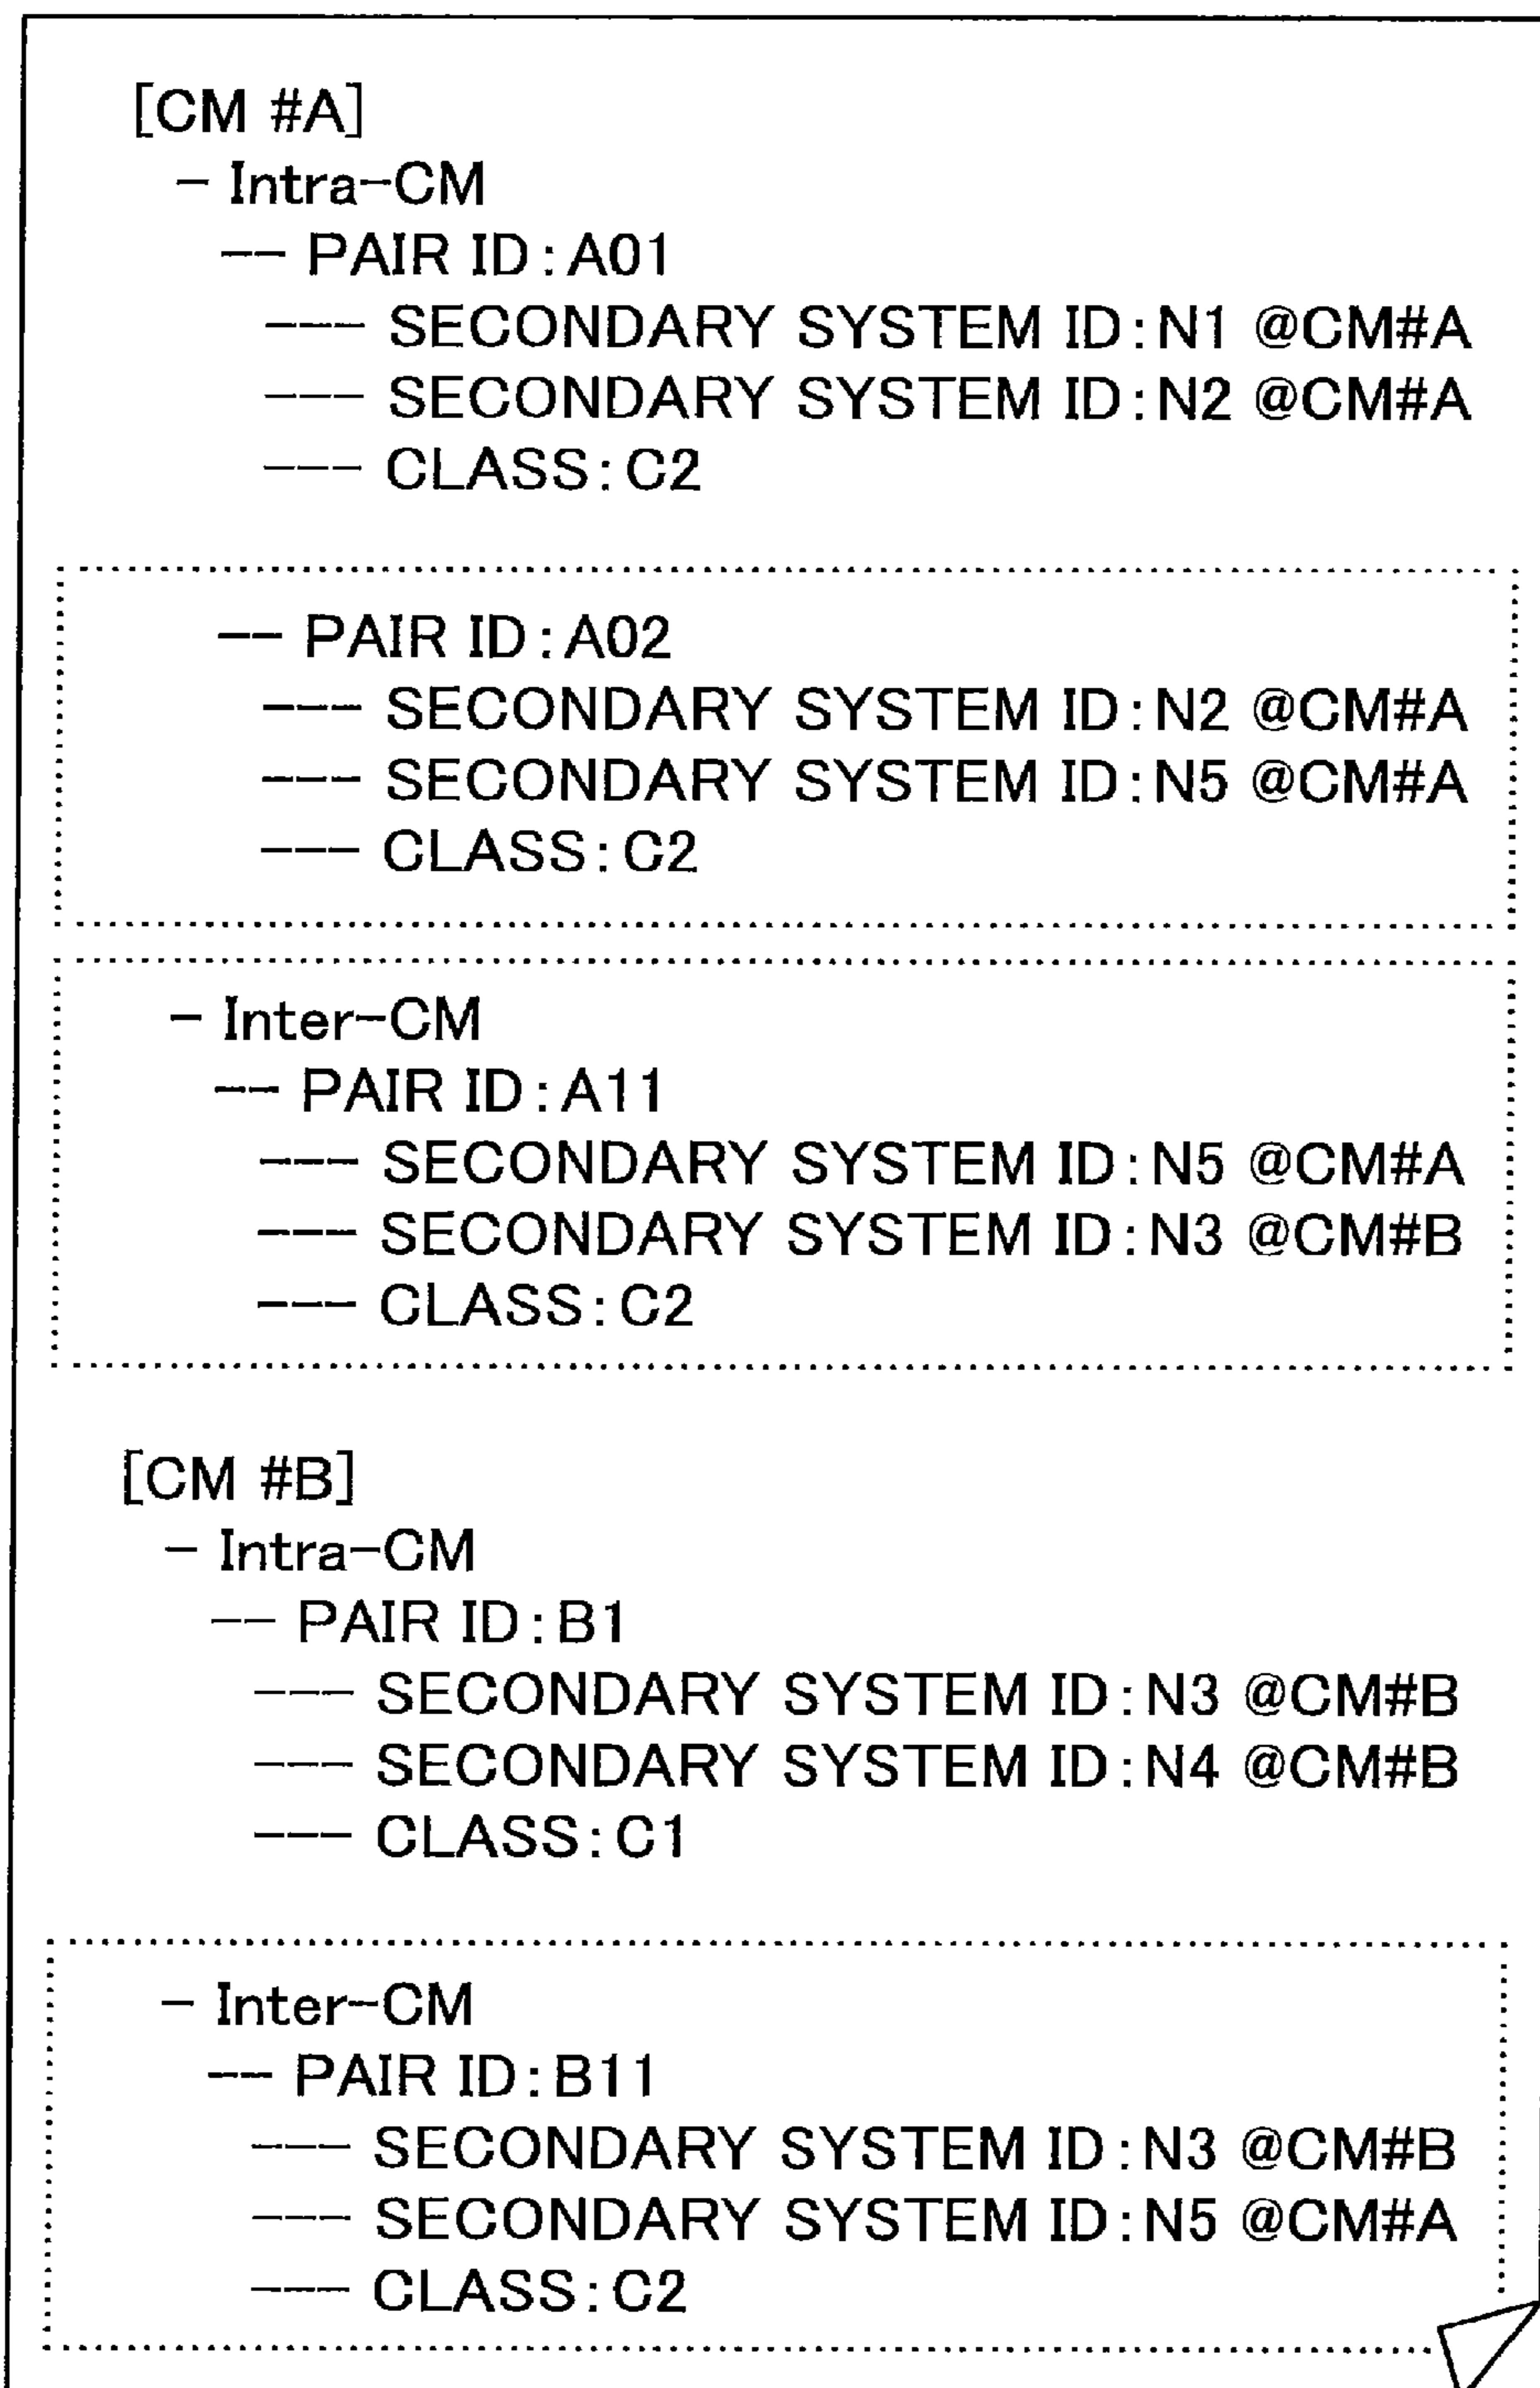 [CM #A]
- Intra-CM
-- PAIR ID:A01
--- SECONDARY SYSTEM ID:N1 @CM#A
--- SECONDARY SYSTEM ID:N2 @CM#A
--- CLASS:C2
-- PAIR ID:A02
--- SECONDARY SYSTEM ID:N2 @CM#A
--- SECONDARY SYSTEM ID:N5 @CM#A
--- CLASS:C2
- Inter-CM
-- PAIR ID:A11
--- SECONDARY SYSTEM ID:N5 @CM#A
--- SECONDARY SYSTEM ID:N3 @CM#B
--- CLASS:C2
[CM #B]
- Intra-CM
-- PAIR ID:B1
--- SECONDARY SYSTEM ID:N3 @CM#B
--- SECONDARY SYSTEM ID:N4 @CM#B
--- CLASS:C1
- Inter-CM
-- PAIR ID:B11
--- SECONDARY SYSTEM ID:N3 @CM#B
--- SECONDARY SYSTEM ID:N5 @CM#A
--- CLASS:C2